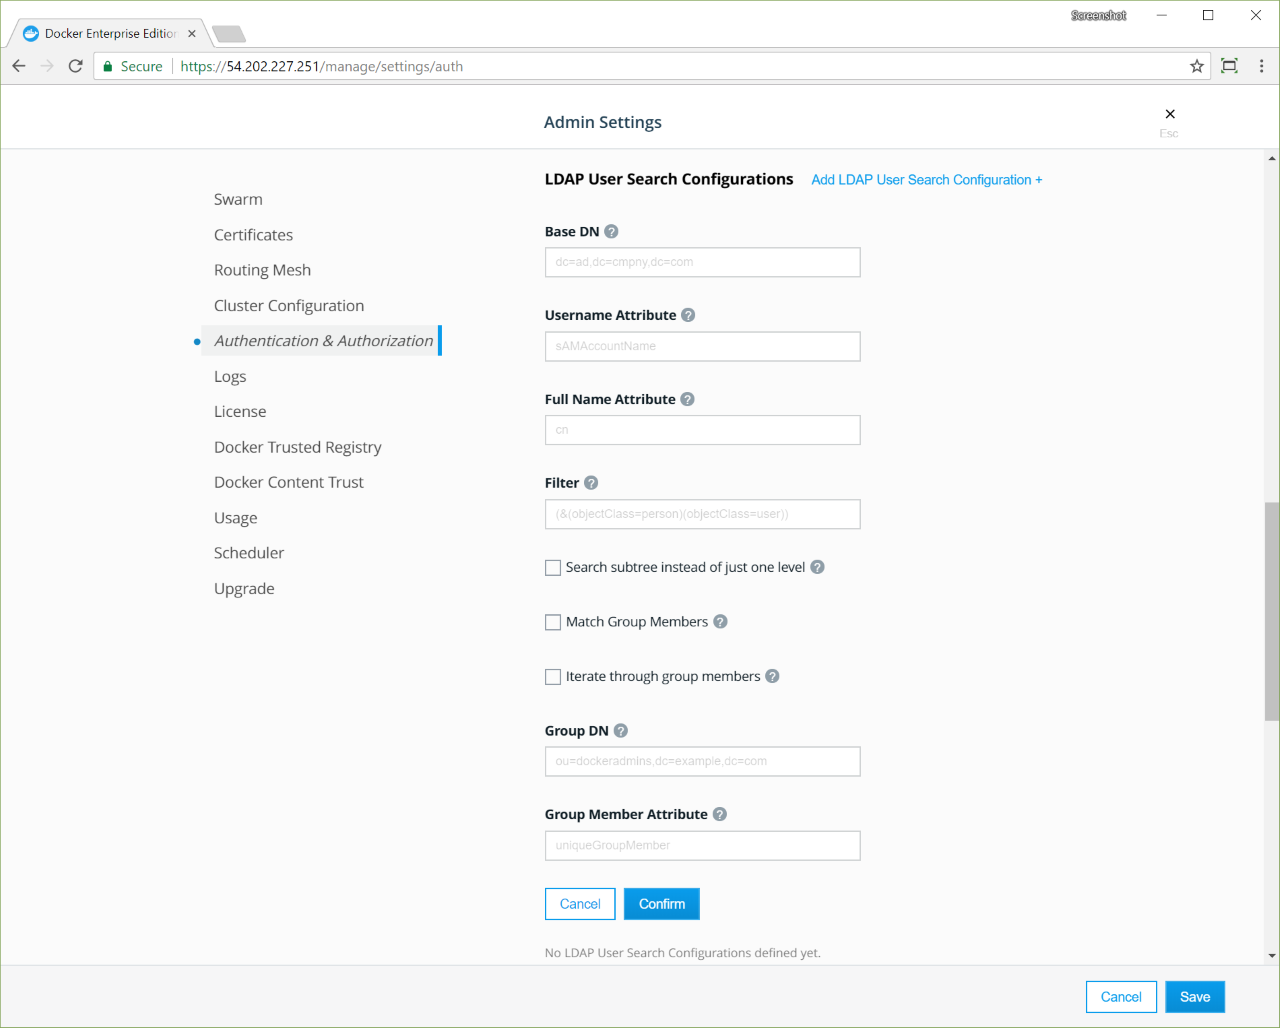 Screenshot
Docker Enterprise Edition
Secure https://54.202.227.251/manage/settings/auth
Admin Settings
Esc
Swarm
Certificates
Routing Mesh
Cluster Configuration
Authentication & Authorization
Logs
License
Docker Trusted Registry
Docker Content Trust
Usage
Scheduler
Upgrade
LDAP User Search Configurations Add LDAP User Search Configuration +
Base DN ?
dc=ad,dc=cmpny,dc=com
Username Attribute ?
sAMAccountName
Full Name Attribute ?
cn
Filter ?
(&(objectClass=person)(objectClass=user))
Search subtree instead of just one level ?
Match Group Members ?
Iterate through group members ?
Group DN ?
ou=dockeradmins,dc=example,dc=com
Group Member Attribute ?
uniqueGroupMember
Cancel Confirm
No LDAP User Search Configurations defined yet.
Cancel Save